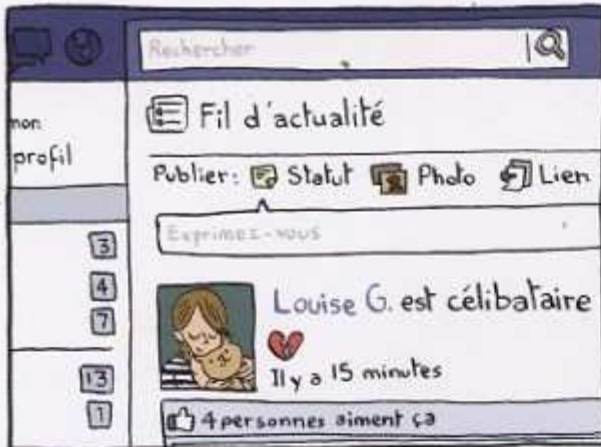 Rechercher
mon
profil
Fil d'actualité
Publier: Statut Photo Lien
Exprimez-vous
3
4
7
13
1
Louise G. est célibataire
Il y a 15 minutes
4 personnes aiment ça